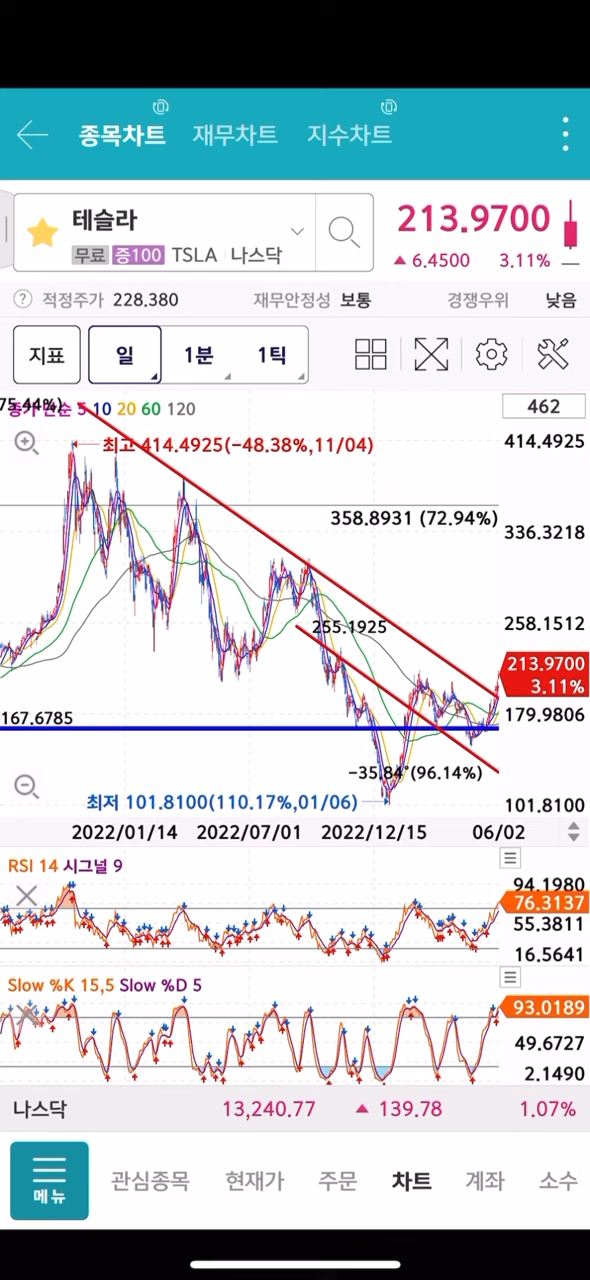 종목차트 재무차트 지수차트
테슬라
무료 증100 TSLA 나스닥
213.9700
▲ 6.4500 3.11%
? 적정주가 228.380 재무안정성 보통 경쟁우위 낮음
지표 일 1분 1틱
75.44%)
5 10 20 60 120
462
최고 414.4925(−48.38%,11/04)
414.4925
358.8931 (72.94%)
336.3218
255.1925
258.1512
213.9700
3.11%
167.6785
179.9806
−35.84°(96.14%)
최저 101.8100(110.17%,01/06)
101.8100
2022/01/14 2022/07/01 2022/12/15 06/02
RSI 14 시그널 9
94.1980
76.3137
55.3811
16.5641
Slow %K 15,5 Slow %D 5
93.0189
49.6727
2.1490
나스닥 13,240.77 ▲ 139.78 1.07%
메뉴 관심종목 현재가 주문 차트 계좌 소수